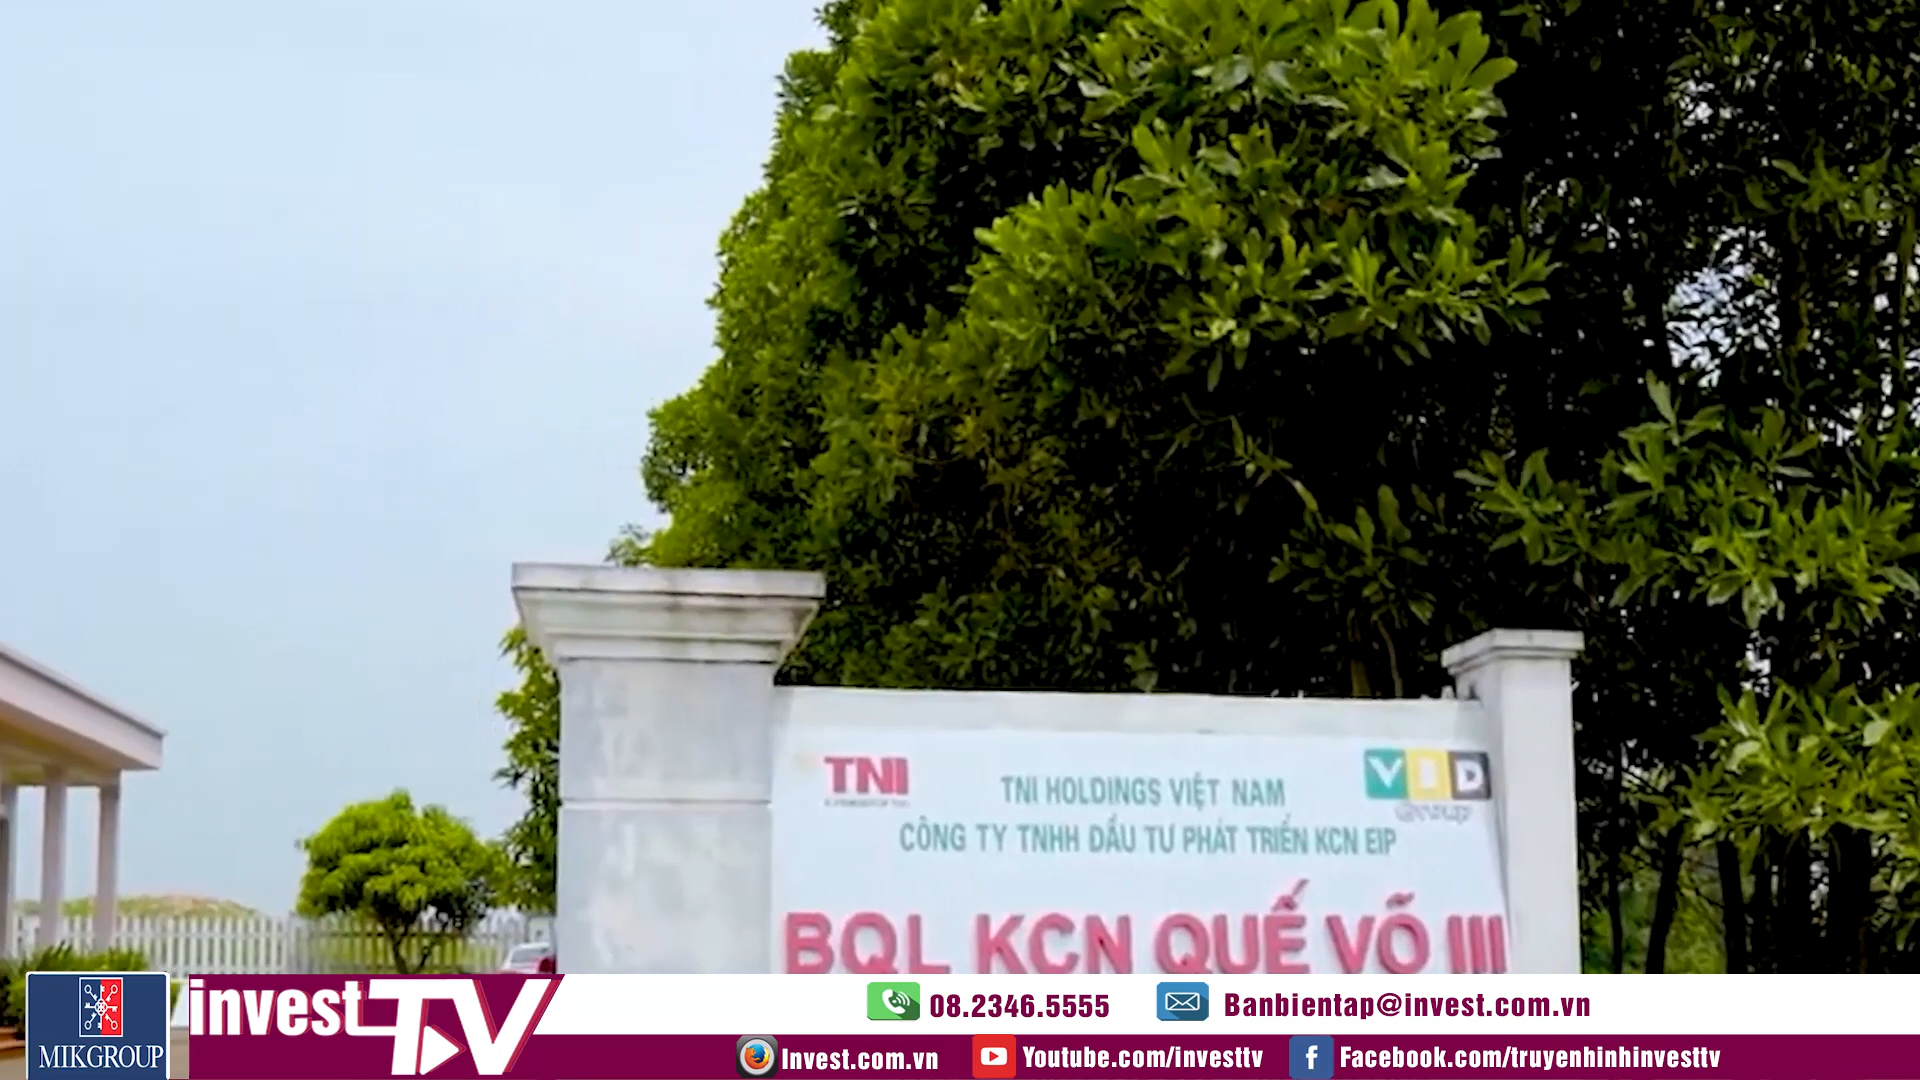 TNI
VID
Group
TNI HOLDINGS VIỆT NAM
CÔNG TY TNHH ĐẦU TƯ PHÁT TRIỂN KCN EIP
BQL KCN QUẾ VÕ III
MIKGROUP
investTV
08.2346.5555
Banbientap@invest.com.vn
Invest.com.vn
Youtube.com/investtv
Facebook.com/truyenhinhinvesttv